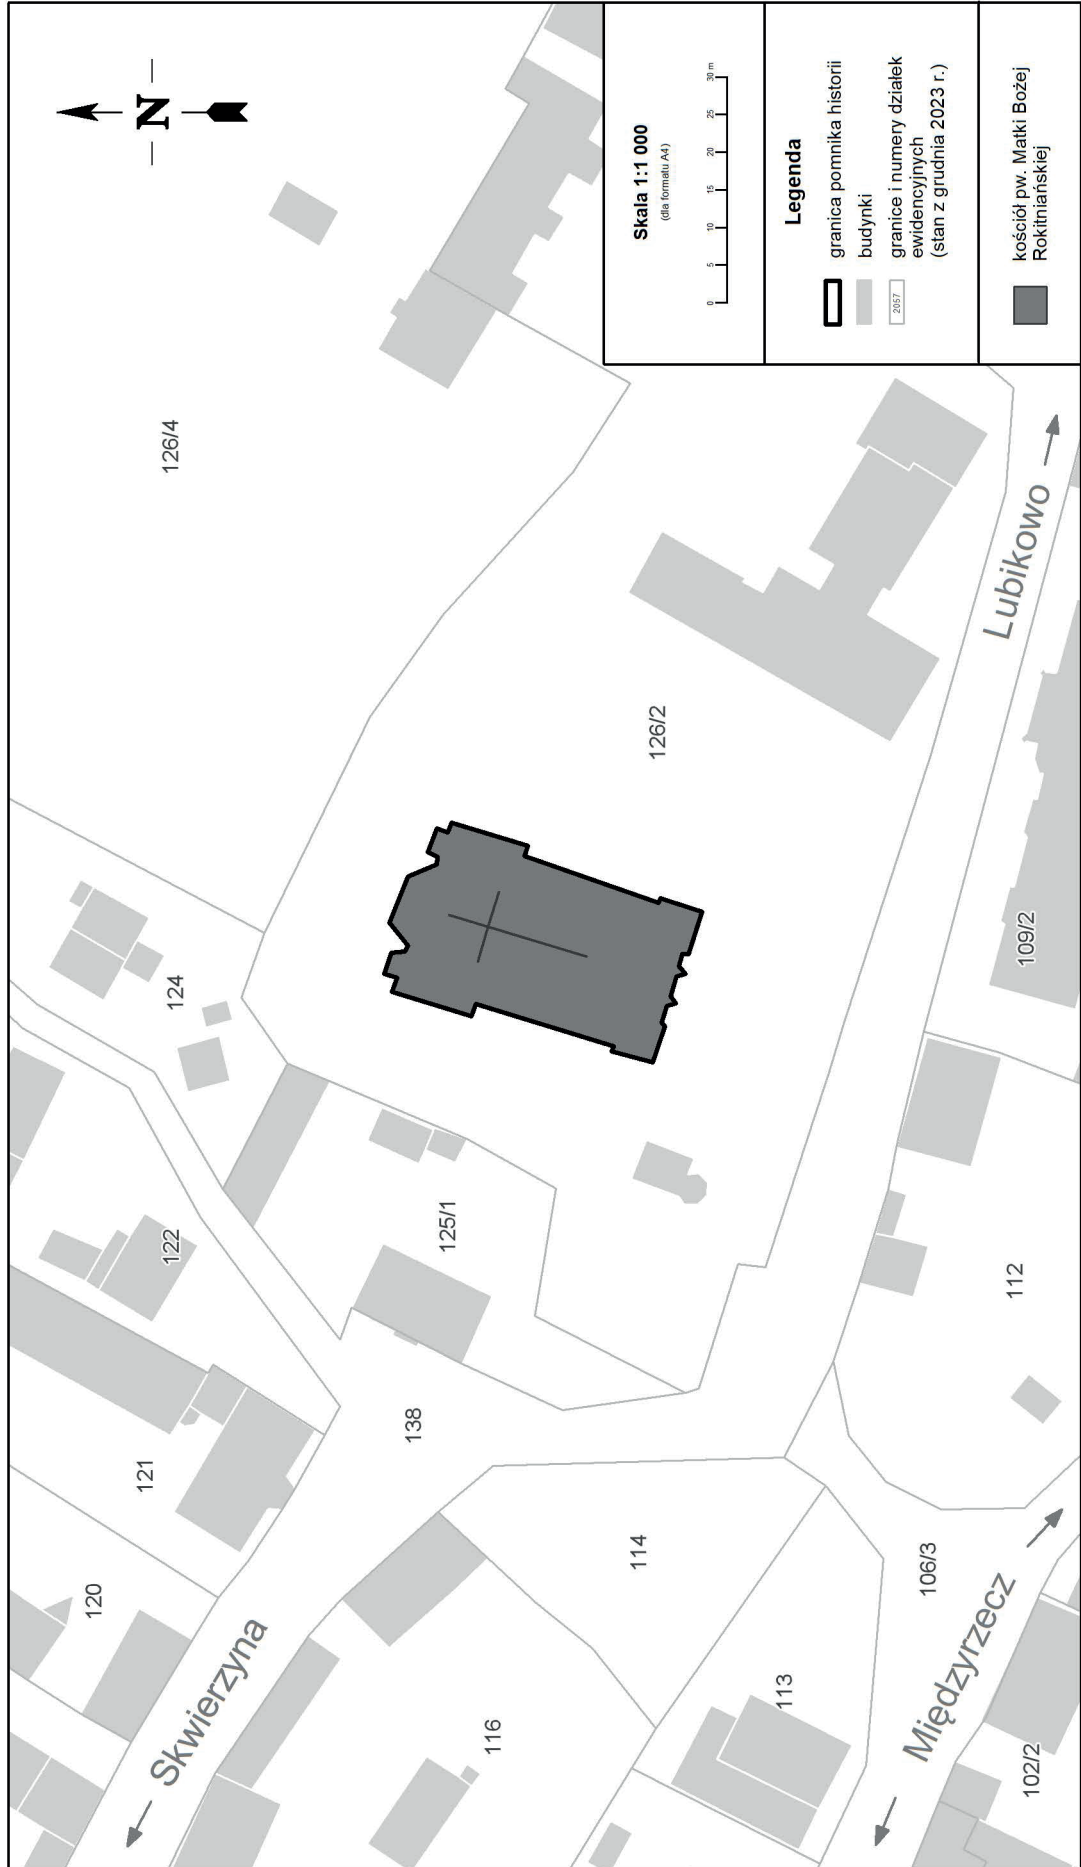 N
126/4
124
122
121
120
125/1
138
126/2
114
116
113
112
106/3
109/2
102/2
Skwierzyna
Międzyrzecz
Lubikowo
Skala 1:1 000
(dla formatu A4)
0 5 10 15 20 25 30 m
Legenda
granica pomnika historii
budynki
2057
granice i numery działek
ewidencyjnych
(stan z grudnia 2023 r.)
kościół pw. Matki Bożej
Rokitniańskiej